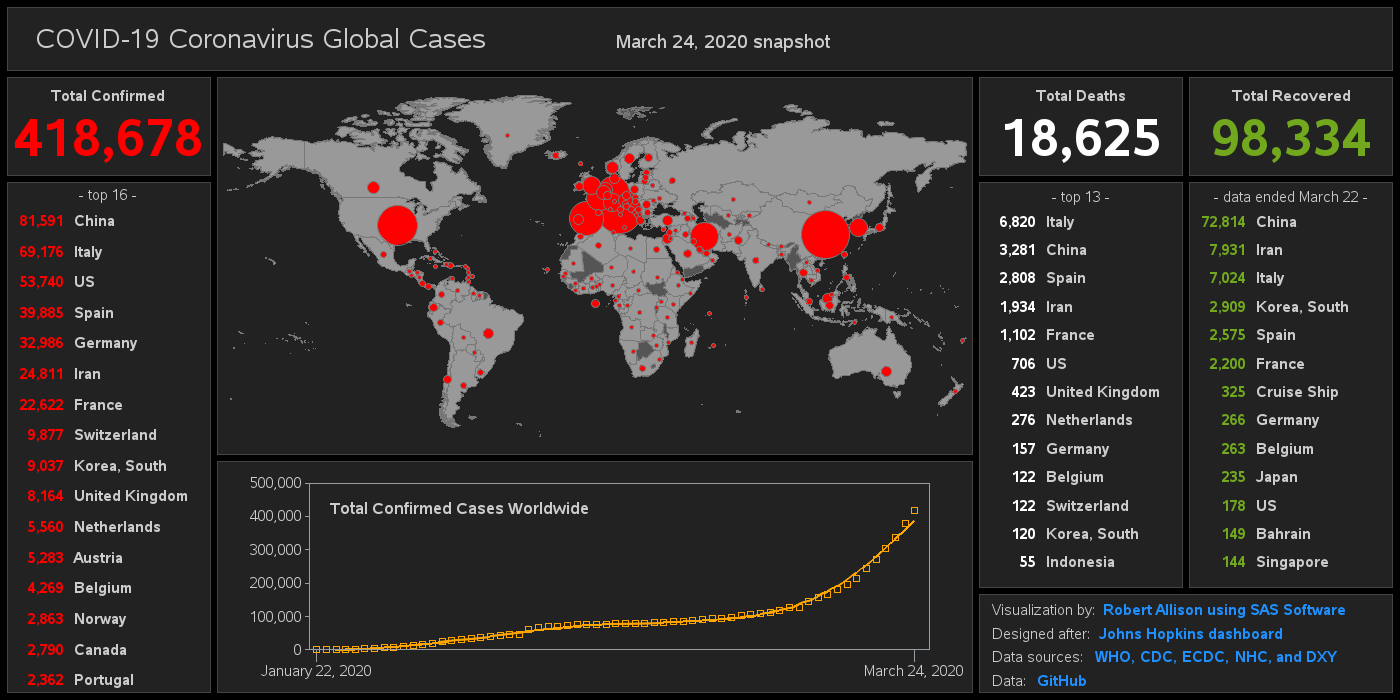 COVID-19 Coronavirus Global Cases
March 24, 2020 snapshot
Total Confirmed
418,678
- top 16 -
81,591 China
69,176 Italy
53,740 US
39,885 Spain
32,986 Germany
24,811 Iran
22,622 France
9,877 Switzerland
9,037 Korea, South
8,164 United Kingdom
5,560 Netherlands
5,283 Austria
4,269 Belgium
2,863 Norway
2,790 Canada
2,362 Portugal
Total Confirmed Cases Worldwide
500,000
400,000
300,000
200,000
100,000
0
January 22, 2020
March 24, 2020
Total Deaths
18,625
- top 13 -
6,820 Italy
3,281 China
2,808 Spain
1,934 Iran
1,102 France
706 US
423 United Kingdom
276 Netherlands
157 Germany
122 Belgium
122 Switzerland
120 Korea, South
55 Indonesia
Total Recovered
98,334
- data ended March 22 -
72,814 China
7,931 Iran
7,024 Italy
2,909 Korea, South
2,575 Spain
2,200 France
325 Cruise Ship
266 Germany
263 Belgium
235 Japan
178 US
149 Bahrain
144 Singapore
Visualization by: Robert Allison using SAS Software
Designed after: Johns Hopkins dashboard
Data sources: WHO, CDC, ECDC, NHC, and DXY
Data: GitHub